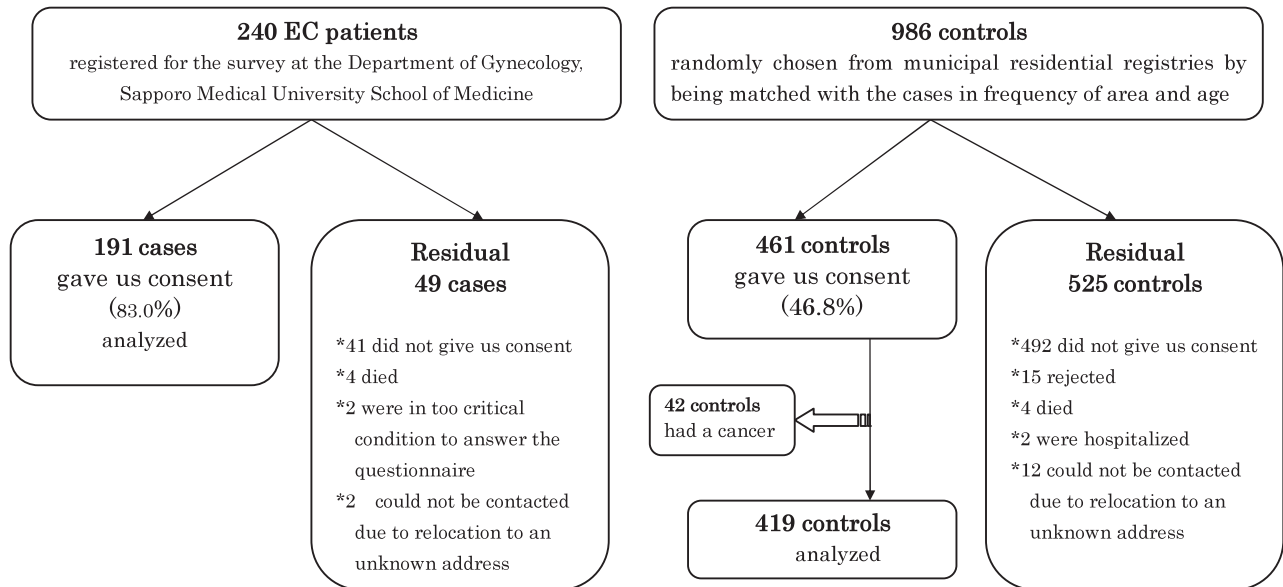 240 EC patients
registered for the survey at the Department of Gynecology,
Sapporo Medical University School of Medicine
986 controls
randomly chosen from municipal residential registries by
being matched with the cases in frequency of area and age
191 cases
gave us consent
(83.0%)
analyzed
Residual
49 cases
*41 did not give us consent
*4 died
*2 were in too critical
condition to answer the
questionnaire
*2 could not be contacted
due to relocation to an
unknown address
461 controls
gave us consent
(46.8%)
42 controls
had a cancer
419 controls
analyzed
Residual
525 controls
*492 did not give us consent
*15 rejected
*4 died
*2 were hospitalized
*12 could not be contacted
due to relocation to an
unknown address